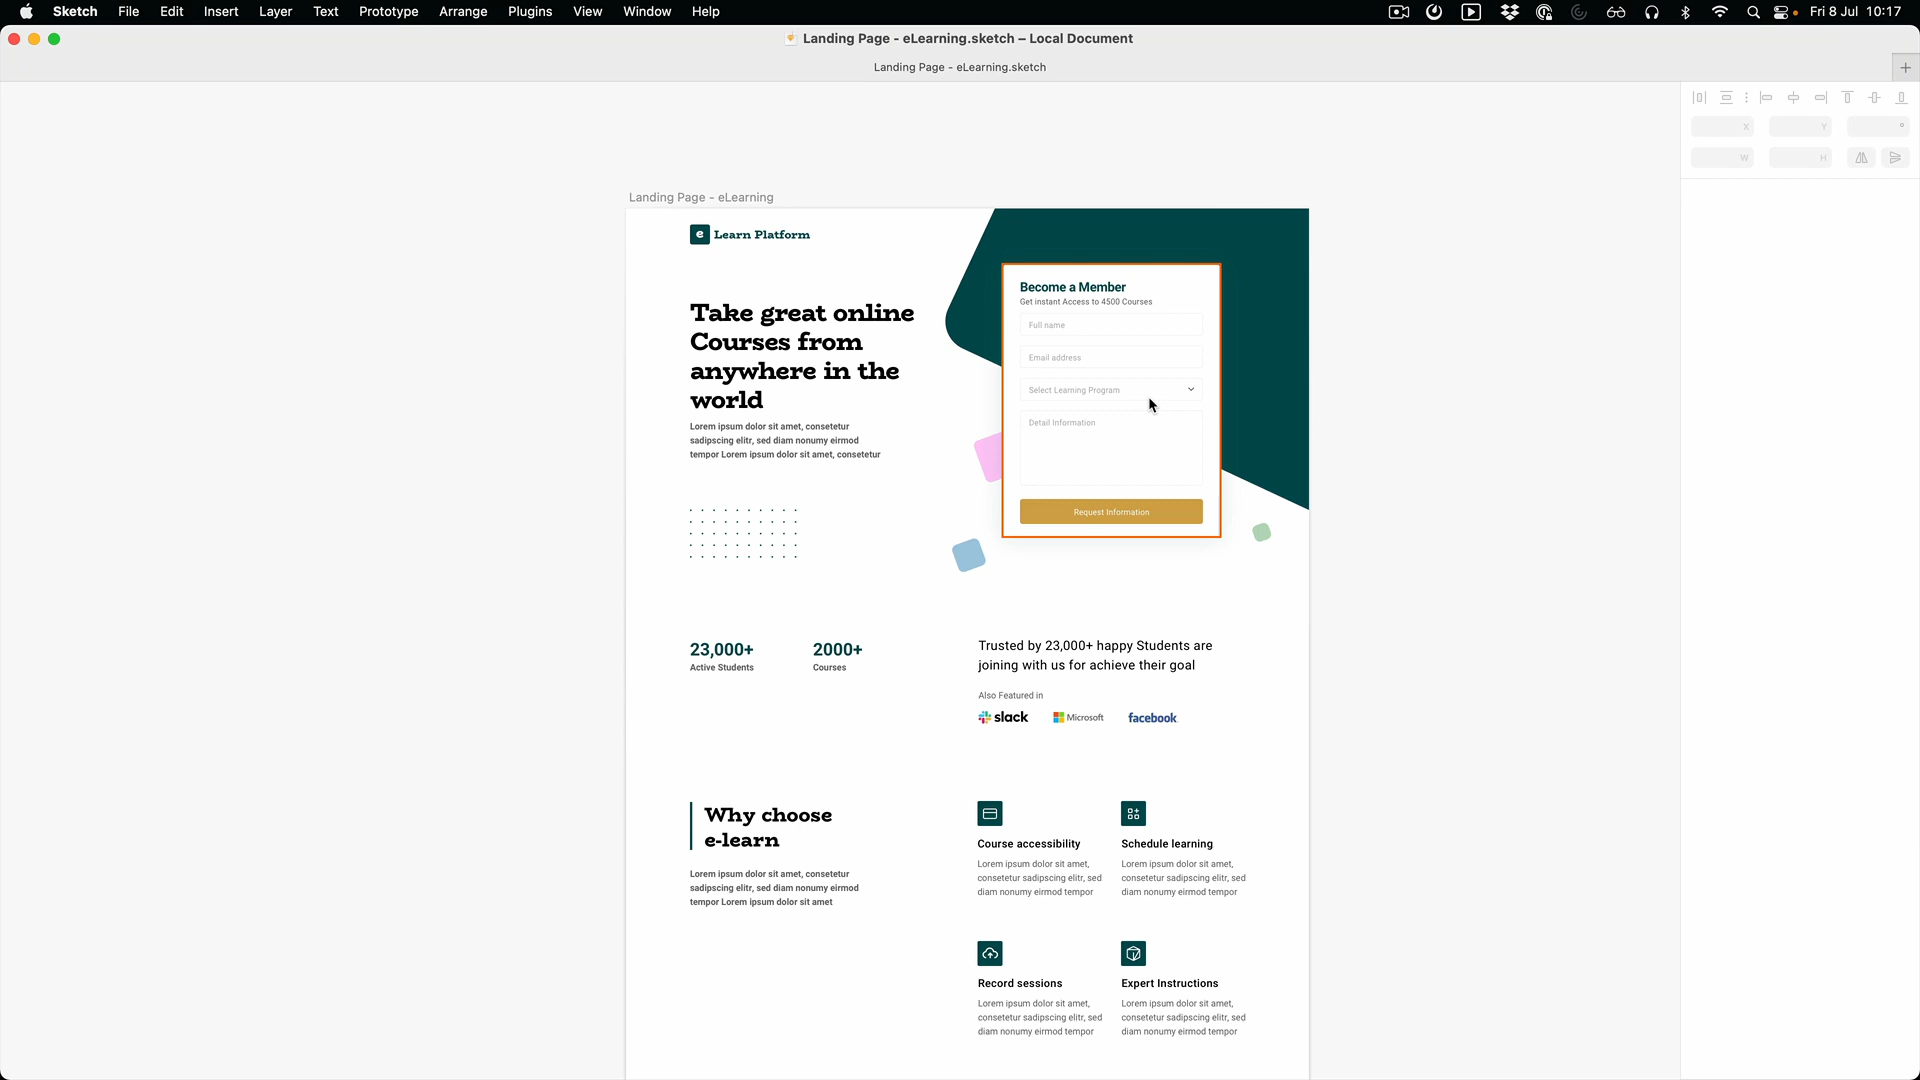 Sketch File Edit Insert Layer Text Prototype Arrange Plugins View Window Help Fri 8 Jul 10:17
Landing Page - eLearning.sketch – Local Document
Landing Page - eLearning.sketch
X Y °
W H
Landing Page - eLearning
e Learn Platform
Take great online
Courses from
anywhere in the
world
Lorem ipsum dolor sit amet, consetetur
sadipscing elitr, sed diam nonumy eirmod
tempor Lorem ipsum dolor sit amet, consetetur
Become a Member
Get instant Access to 4500 Courses
Full name
Email address
Select Learning Program
Detail Information
Request Information
23,000+
Active Students
2000+
Courses
Trusted by 23,000+ happy Students are
joining with us for achieve their goal
Also Featured in
slack Microsoft facebook
Why choose
e-learn
Lorem ipsum dolor sit amet, consetetur
sadipscing elitr, sed diam nonumy eirmod
tempor Lorem ipsum dolor sit amet
Course accessibility
Lorem ipsum dolor sit amet,
consetetur sadipscing elitr, sed
diam nonumy eirmod tempor
Schedule learning
Lorem ipsum dolor sit amet,
consetetur sadipscing elitr, sed
diam nonumy eirmod tempor
Record sessions
Lorem ipsum dolor sit amet,
consetetur sadipscing elitr, sed
diam nonumy eirmod tempor
Expert Instructions
Lorem ipsum dolor sit amet,
consetetur sadipscing elitr, sed
diam nonumy eirmod tempor